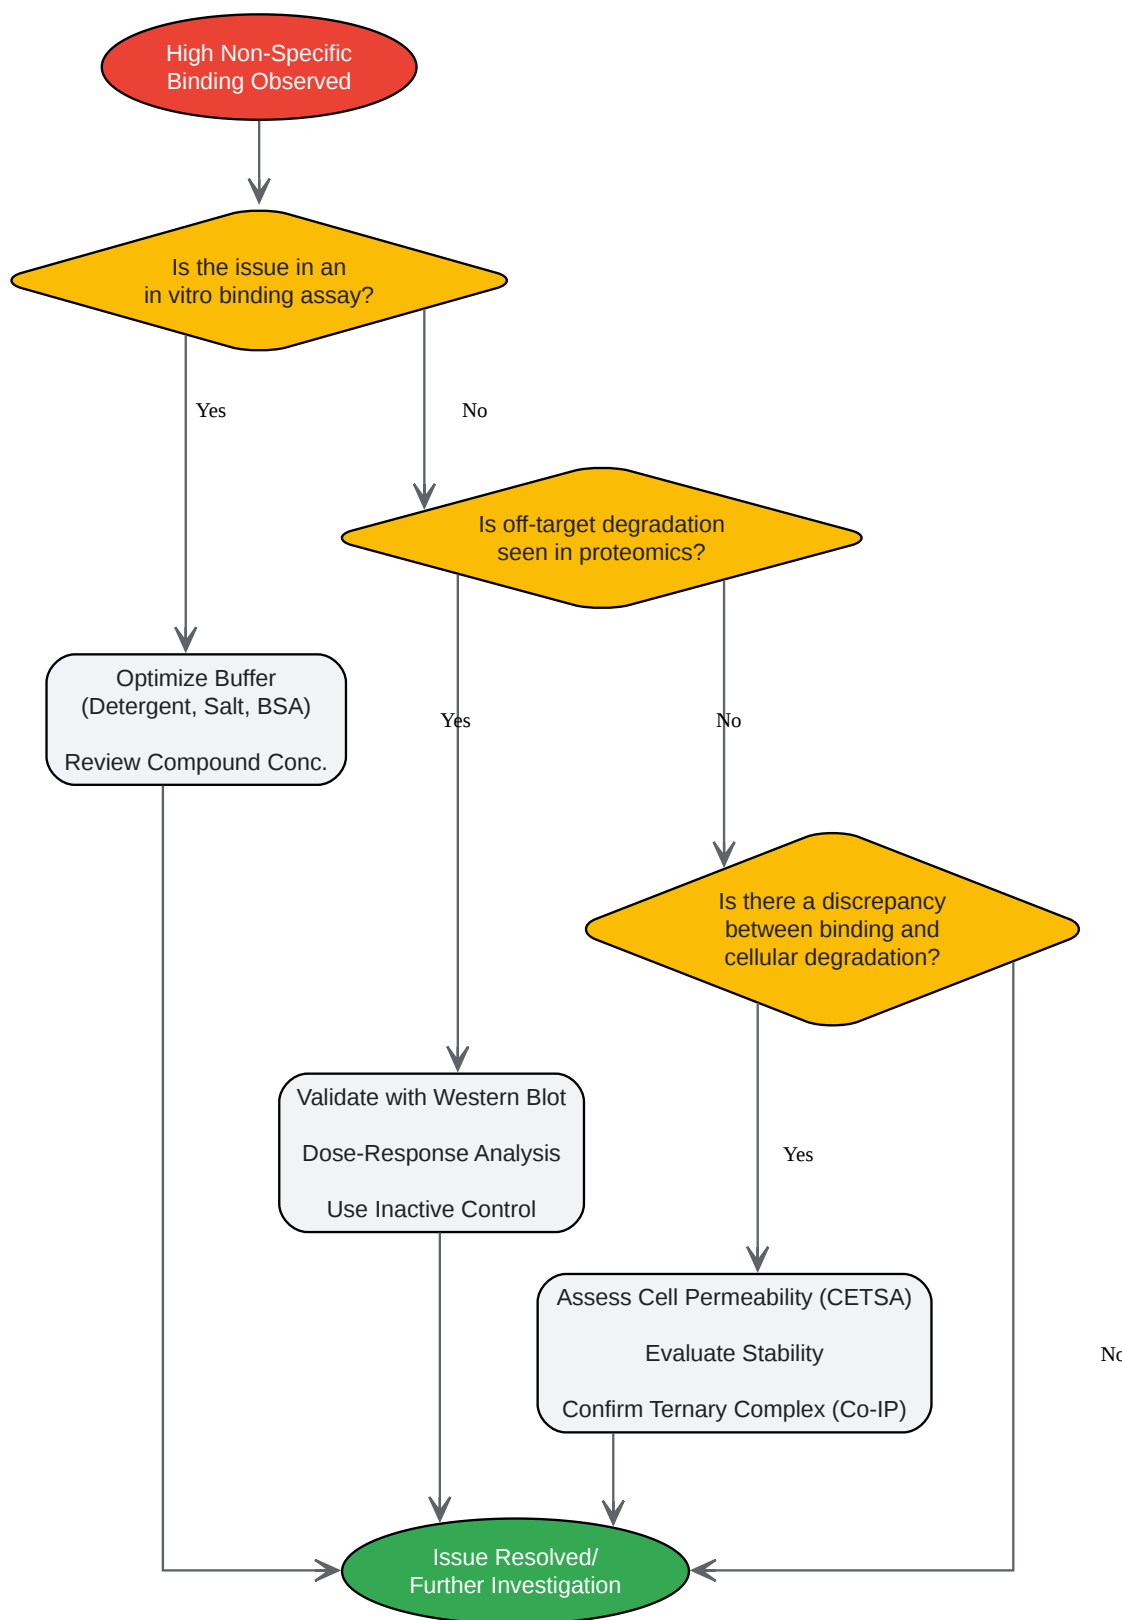 High Non-Specific
Binding Observed
Is the issue in an
in vitro binding assay?
Yes
No
Is off-target degradation
seen in proteomics?
Optimize Buffer
(Detergent, Salt, BSA)
Review Compound Conc.
Yes
No
Is there a discrepancy
between binding and
cellular degradation?
Validate with Western Blot
Dose-Response Analysis
Use Inactive Control
Yes
Assess Cell Permeability (CETSA)
Evaluate Stability
Confirm Ternary Complex (Co-IP)
No
Issue Resolved/
Further Investigation